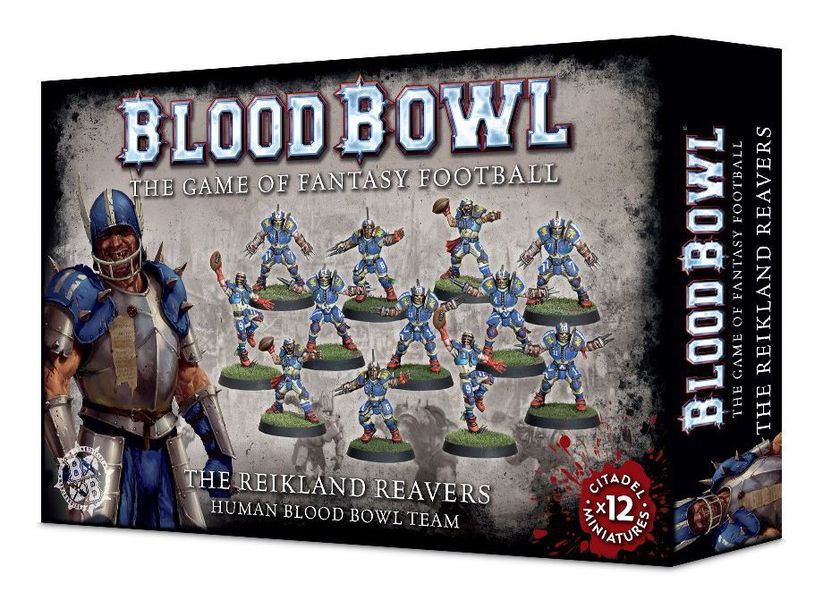 BLOOD BOWL
THE GAME OF FANTASY FOOTBALL
THE REIKLAND REAVERS
HUMAN BLOOD BOWL TEAM
CITADEL
x12
MINIATURES
BB
BLOOD BOWL
THE GAME OF FANTASY FOOTBALL
THE REIKLAND REAVERS